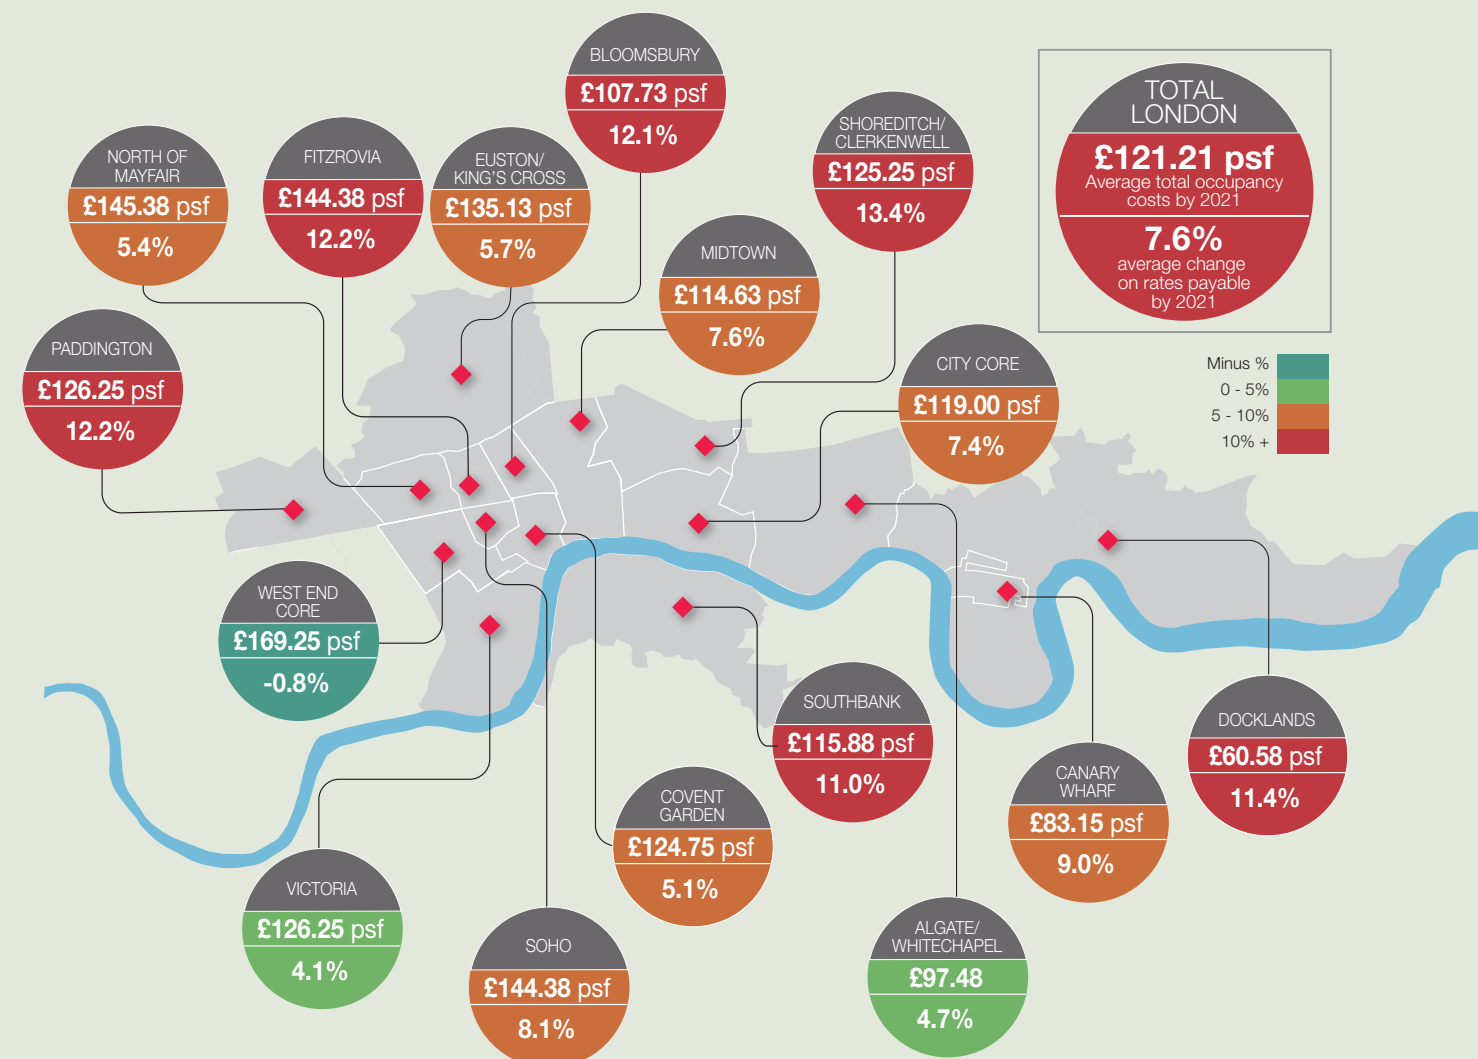 BLOOMSBURY
£107.73 psf
12.1%
TOTAL
LONDON
£121.21 psf
Average total occupancy
costs by 2021
7.6%
average change
on rates payable
by 2021
SHOREDITCH/
CLERKENWELL
£125.25 psf
13.4%
NORTH OF
MAYFAIR
£145.38 psf
5.4%
FITZROVIA
£144.38 psf
12.2%
EUSTON/
KING'S CROSS
£135.13 psf
5.7%
MIDTOWN
£114.63 psf
7.6%
PADDINGTON
£126.25 psf
12.2%
CITY CORE
£119.00 psf
7.4%
Minus %
0 - 5%
5 - 10%
10% +
WEST END
CORE
£169.25 psf
-0.8%
SOUTHBANK
£115.88 psf
11.0%
DOCKLANDS
£60.58 psf
11.4%
CANARY
WHARF
£83.15 psf
9.0%
COVENT
GARDEN
£124.75 psf
5.1%
VICTORIA
£126.25 psf
4.1%
SOHO
£144.38 psf
8.1%
ALGATE/
WHITECHAPEL
£97.48
4.7%